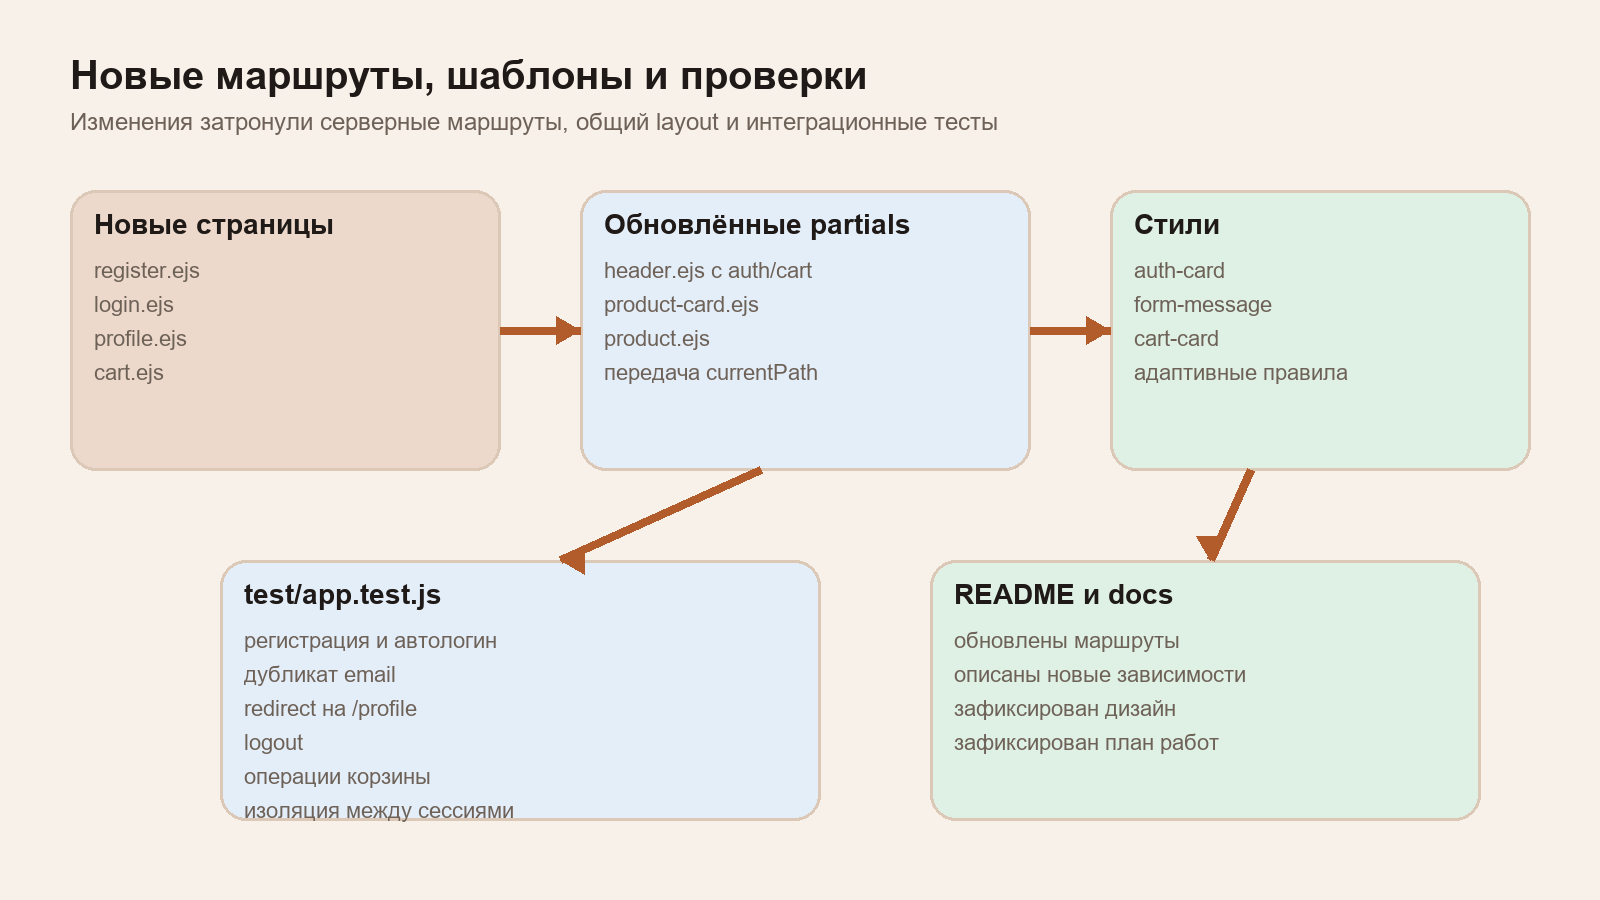 Новые маршруты, шаблоны и проверки
Изменения затронули серверные маршруты, общий layout и интеграционные тесты
Новые страницы
register.ejs
login.ejs
profile.ejs
cart.ejs
Обновлённые partials
header.ejs с auth/cart
product-card.ejs
product.ejs
передача currentPath
Стили
auth-card
form-message
cart-card
адаптивные правила
test/app.test.js
регистрация и автологин
дубликат email
redirect на /profile
logout
операции корзины
изоляция между сессиями
README и docs
обновлены маршруты
описаны новые зависимости
зафиксирован дизайн
зафиксирован план работ